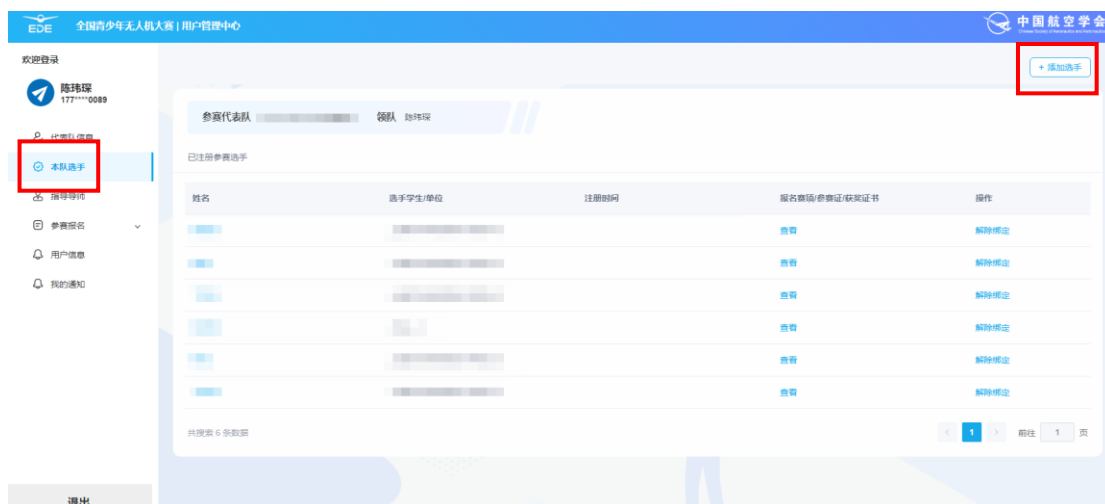 EDE 全国青少年无人机大赛 | 用户管理中心 中国航空学会
欢迎登录
+ 添加选手
陈玮琛
177****0089
参赛代表队 领队 陈玮琛
代表队信息
已注册参赛选手
本队选手
指导导师
姓名 选手学生/单位 注册时间 报名赛项/参赛证/获奖证书 操作
参赛报名
查看 解除绑定
用户信息
查看 解除绑定
我的通知
查看 解除绑定
查看 解除绑定
查看 解除绑定
查看 解除绑定
共搜索 6 条数据 < 1 > 前往 1 页
退出